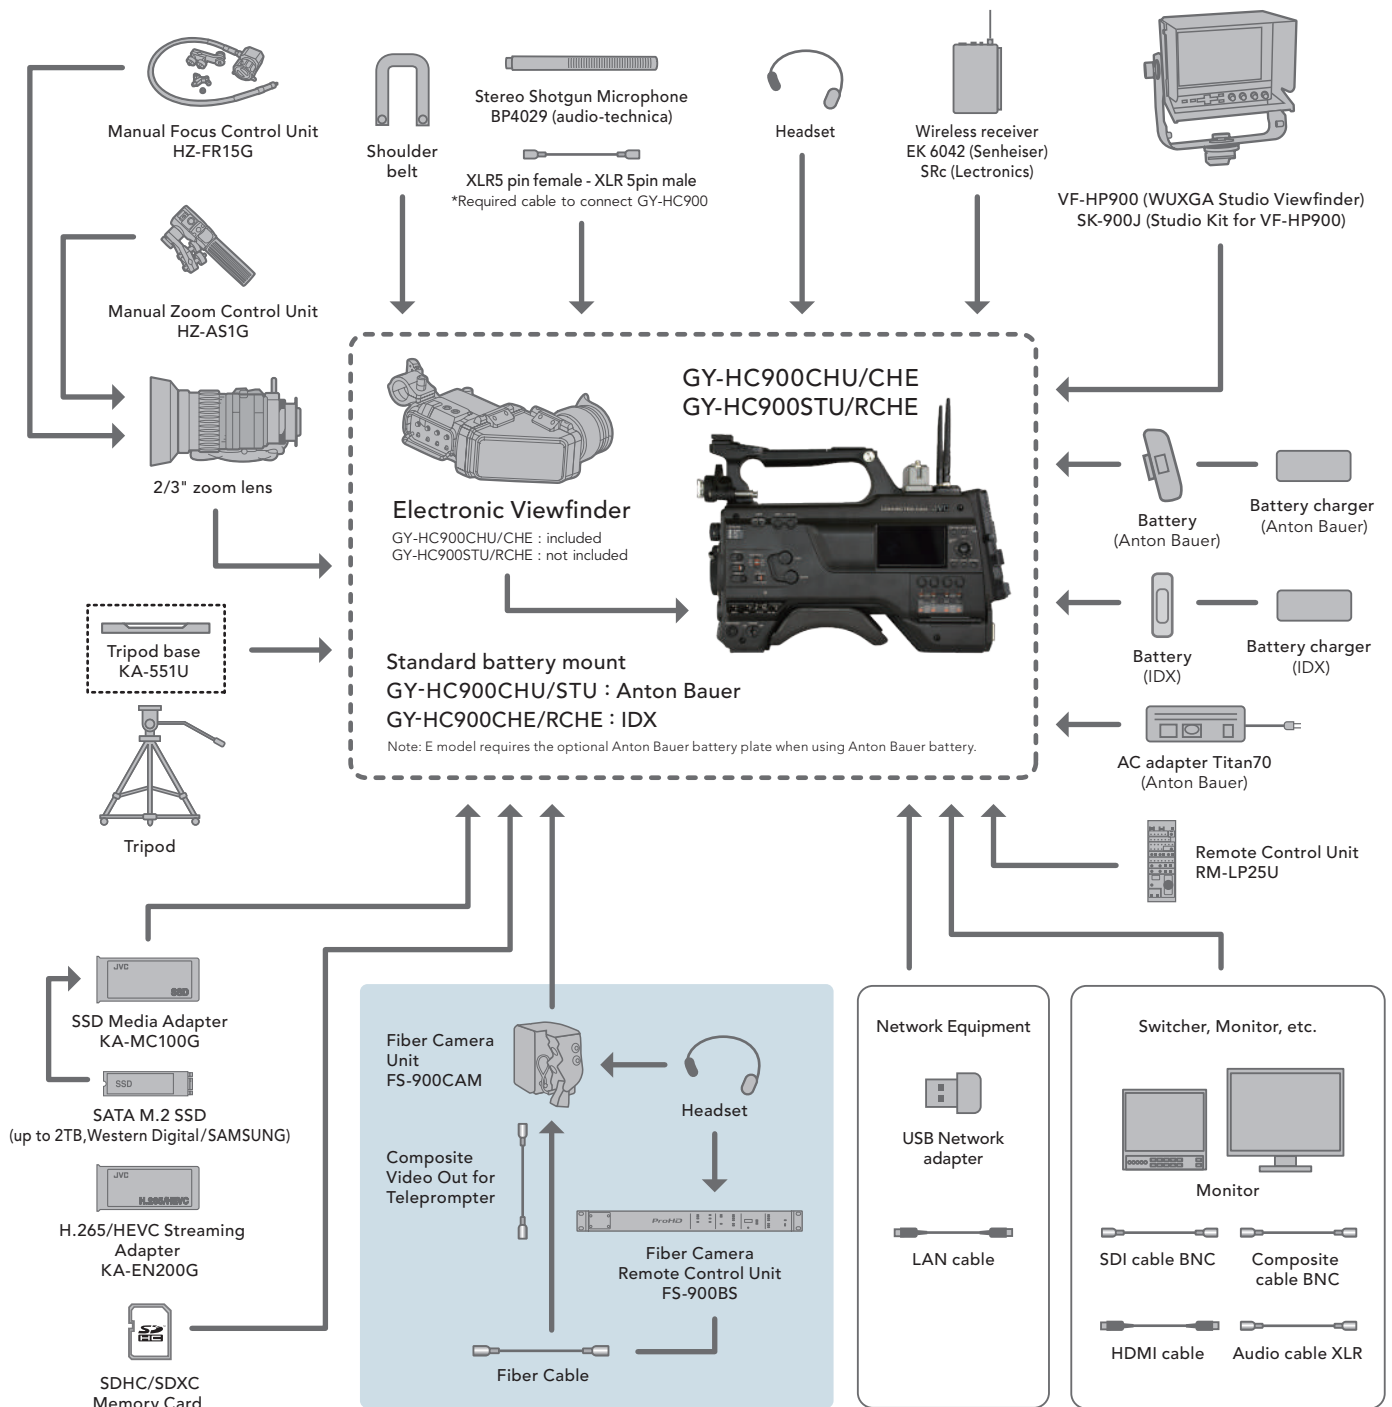 Manual Focus Control Unit
HZ-FR15G
Shoulder
belt
Stereo Shotgun Microphone
BP4029 (audio-technica)
XLR5 pin female - XLR 5pin male
*Required cable to connect GY-HC900
Headset
Wireless receiver
EK 6042 (Senheiser)
SRc (Lectronics)
VF-HP900 (WUXGA Studio Viewfinder)
SK-900J (Studio Kit for VF-HP900)
Manual Zoom Control Unit
HZ-AS1G
2/3" zoom lens
GY-HC900CHU/CHE
GY-HC900STU/RCHE
Electronic Viewfinder
GY-HC900CHU/CHE : included
GY-HC900STU/RCHE : not included
JVC
Standard battery mount
GY-HC900CHU/STU : Anton Bauer
GY-HC900CHE/RCHE : IDX
Note: E model requires the optional Anton Bauer battery plate when using Anton Bauer battery.
Battery
(Anton Bauer)
Battery charger
(Anton Bauer)
Battery
(IDX)
Battery charger
(IDX)
AC adapter Titan70
(Anton Bauer)
Tripod base
KA-551U
Tripod
Remote Control Unit
RM-LP25U
JVC
SSD
SSD Media Adapter
KA-MC100G
SSD
SATA M.2 SSD
(up to 2TB,Western Digital/SAMSUNG)
JVC
H.265/HEVC
H.265/HEVC Streaming
Adapter
KA-EN200G
SDHC/SDXC
Memory Card
Fiber Camera
Unit
FS-900CAM
Headset
Composite
Video Out for
Teleprompter
ProHD
Fiber Camera
Remote Control Unit
FS-900BS
Fiber Cable
Network Equipment
USB Network
adapter
LAN cable
Switcher, Monitor, etc.
Monitor
SDI cable BNC
Composite
cable BNC
HDMI cable
Audio cable XLR